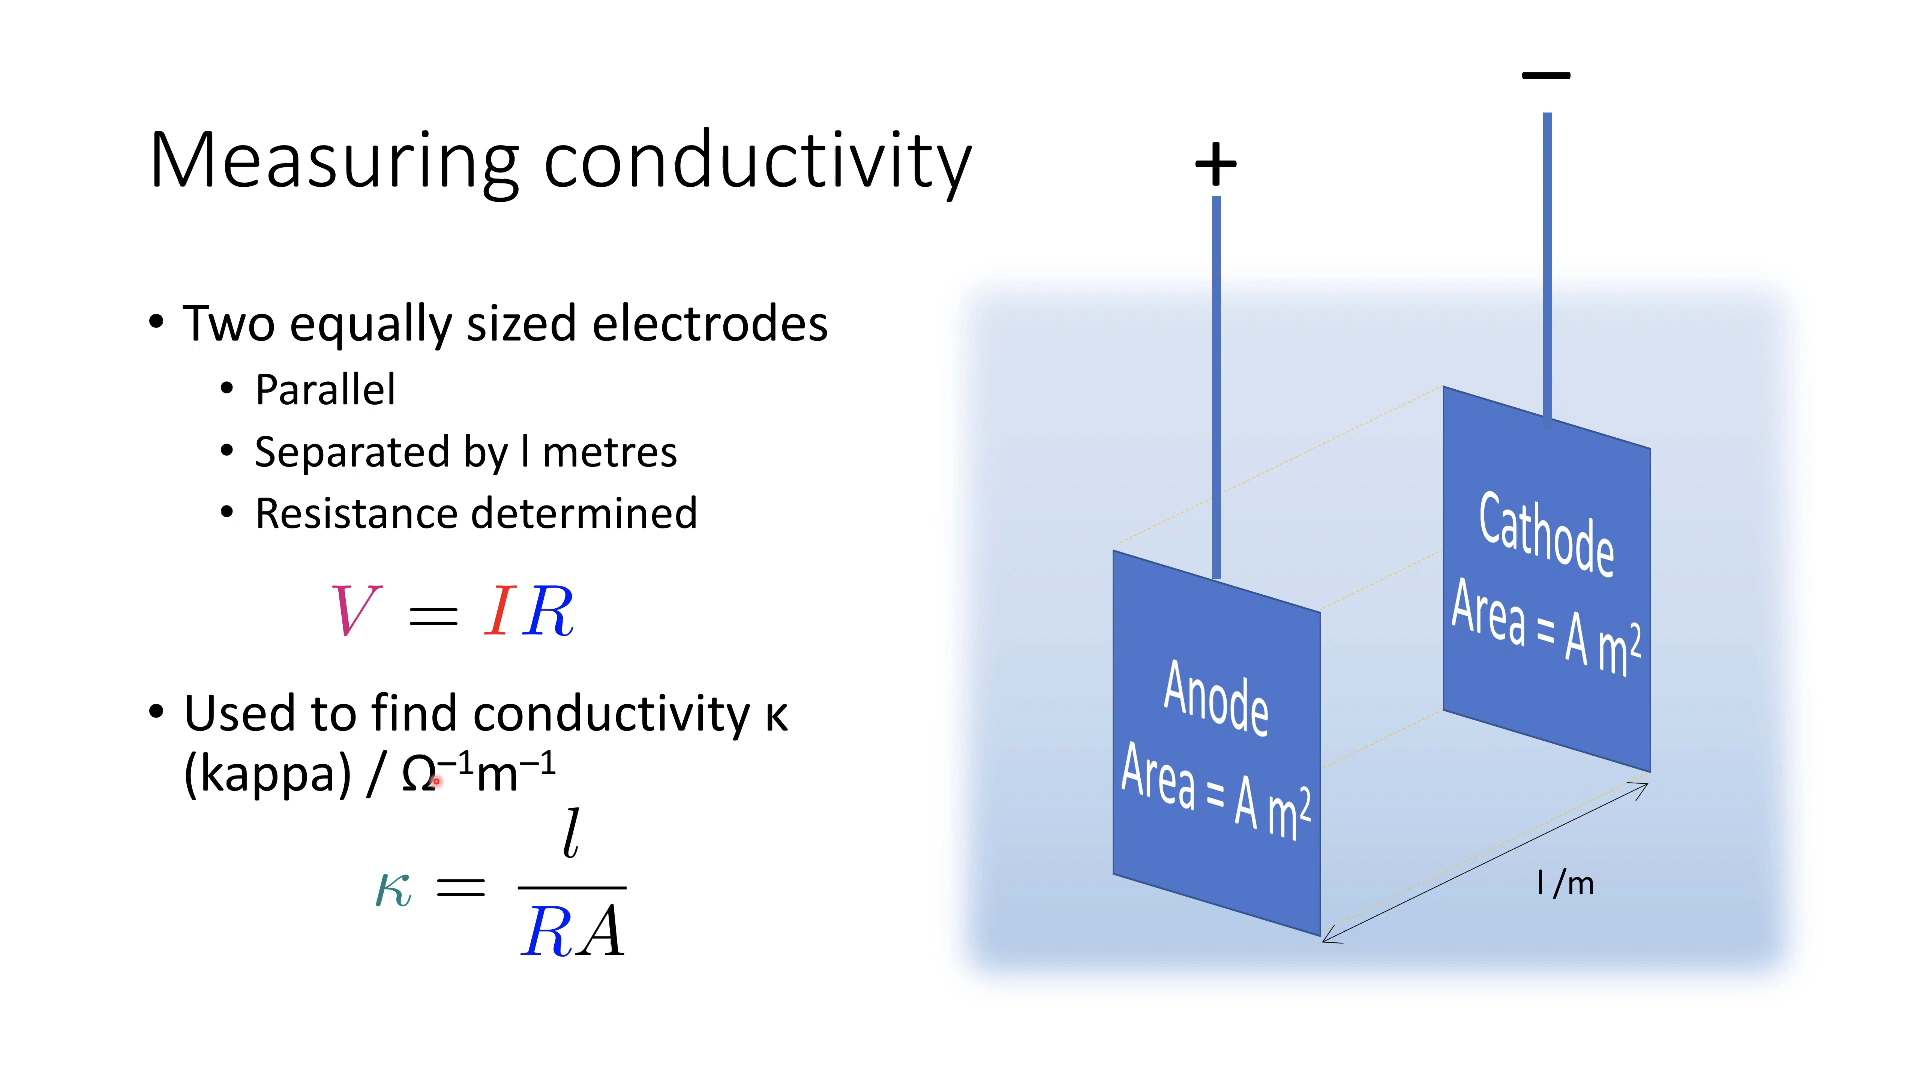 Measuring conductivity
• Two equally sized electrodes
• Parallel
• Separated by l metres
• Resistance determined
V = IR
• Used to find conductivity κ
(kappa) / Ω⁻¹m⁻¹
κ = l / RA
+
−
Cathode
Area = A m²
Anode
Area = A m²
l /m